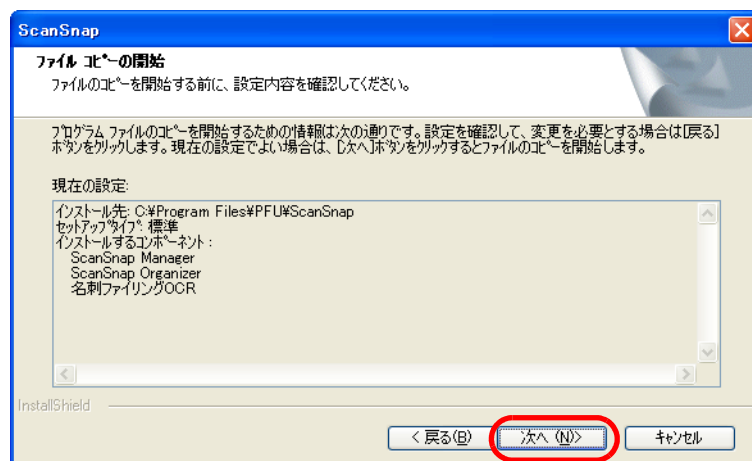 ScanSnap
ファイル コピーの開始
ファイルのコピーを開始する前に、設定内容を確認してください。
プログラム ファイルのコピーを開始するための情報は次の通りです。設定を確認して、変更を必要とする場合は[戻る]
ボタンをクリックします。現在の設定でよい場合は、[次へ]ボタンをクリックするとファイルのコピーを開始します。
現在の設定:
インストール先: C:¥Program Files¥PFU¥ScanSnap
セットアップタイプ: 標準
インストールするコンポーネント :
ScanSnap Manager
ScanSnap Organizer
名刺ファイリングOCR
InstallShield
< 戻る(B)
次へ (N)>
キャンセル